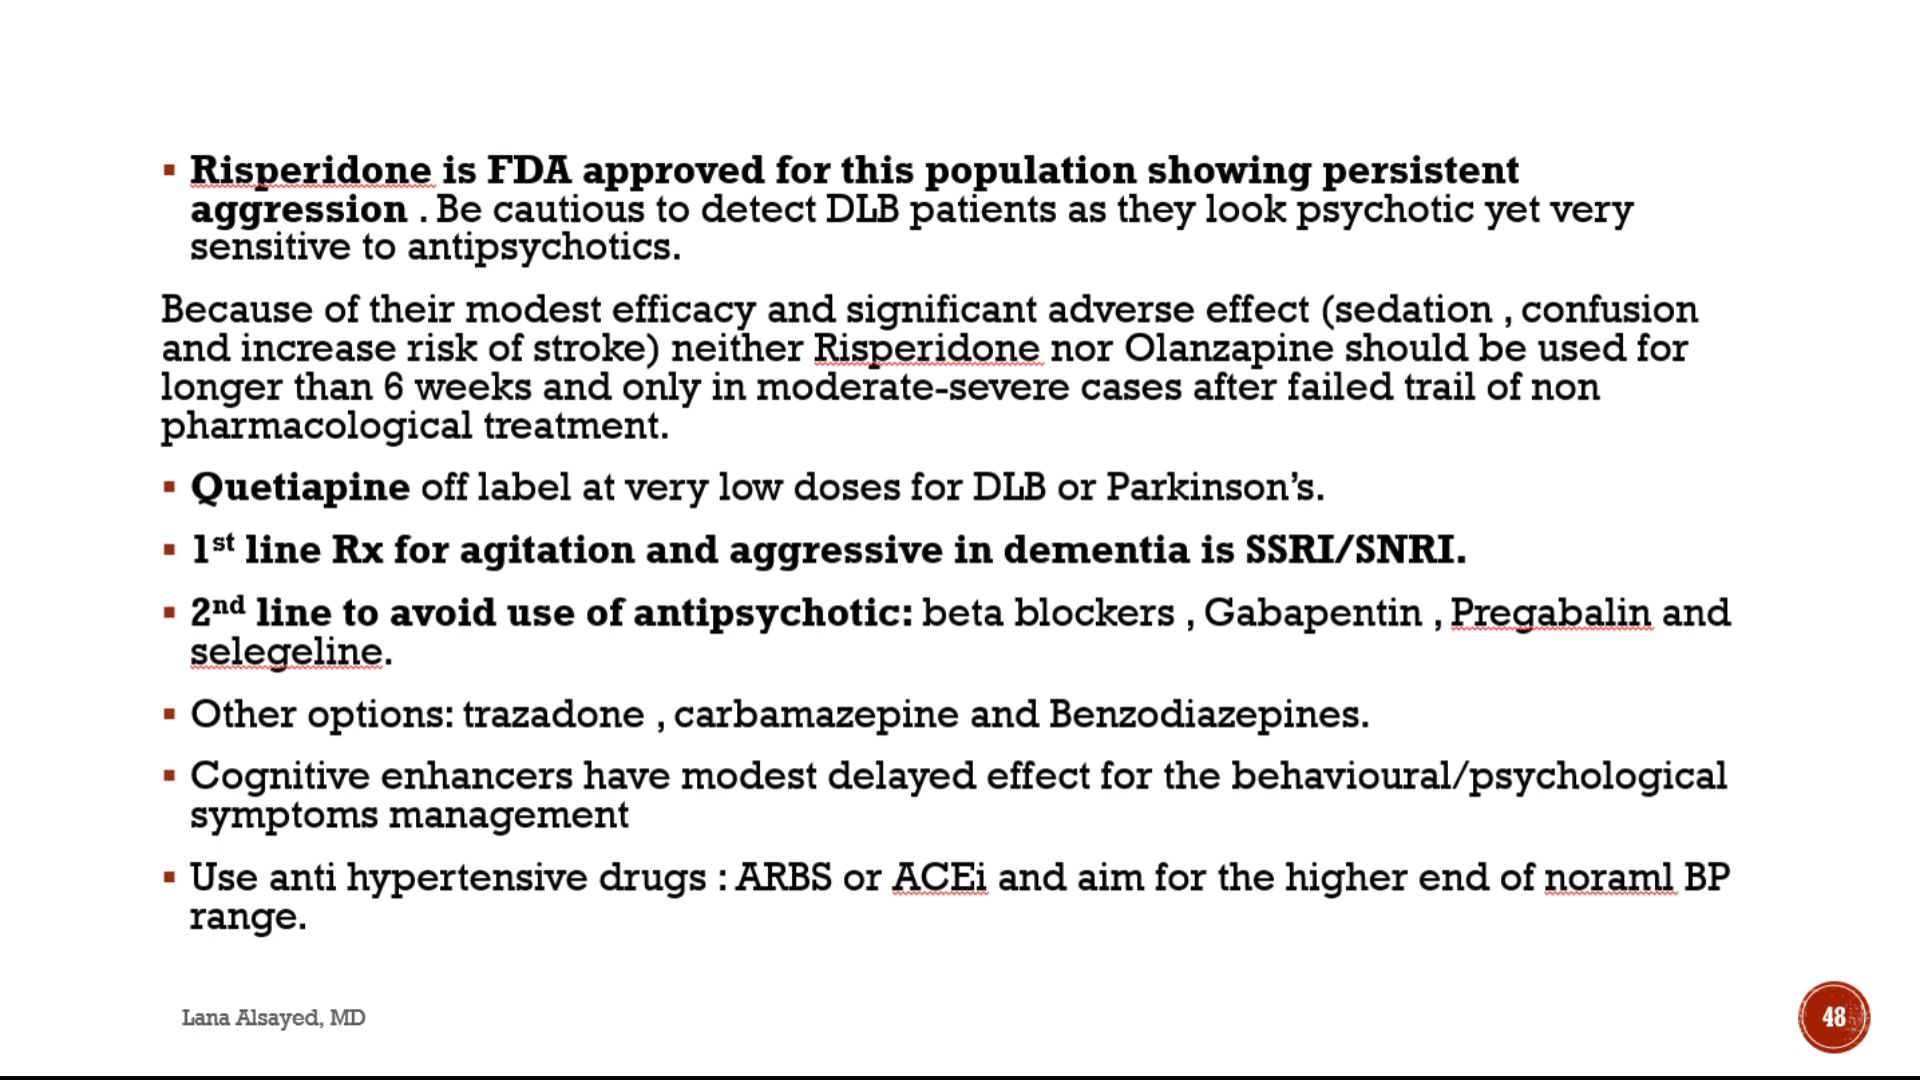 ▪ Risperidone is FDA approved for this population showing persistent
aggression . Be cautious to detect DLB patients as they look psychotic yet very
sensitive to antipsychotics.
Because of their modest efficacy and significant adverse effect (sedation , confusion
and increase risk of stroke) neither Risperidone nor Olanzapine should be used for
longer than 6 weeks and only in moderate-severe cases after failed trail of non
pharmacological treatment.
▪ Quetiapine off label at very low doses for DLB or Parkinson’s.
▪ 1st line Rx for agitation and aggressive in dementia is SSRI/SNRI.
▪ 2nd line to avoid use of antipsychotic: beta blockers , Gabapentin , Pregabalin and
selegeline.
▪ Other options: trazadone , carbamazepine and Benzodiazepines.
▪ Cognitive enhancers have modest delayed effect for the behavioural/psychological
symptoms management
▪ Use anti hypertensive drugs : ARBS or ACEi and aim for the higher end of noraml BP
range.
Lana Alsayed, MD
48